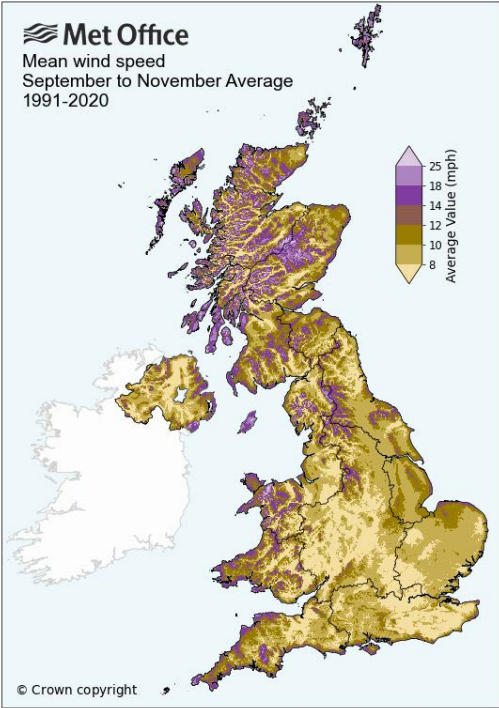 Met Office
Mean wind speed
September to November Average
1991-2020
25
18
14
12
10
8
Average Value (mph)
© Crown copyright